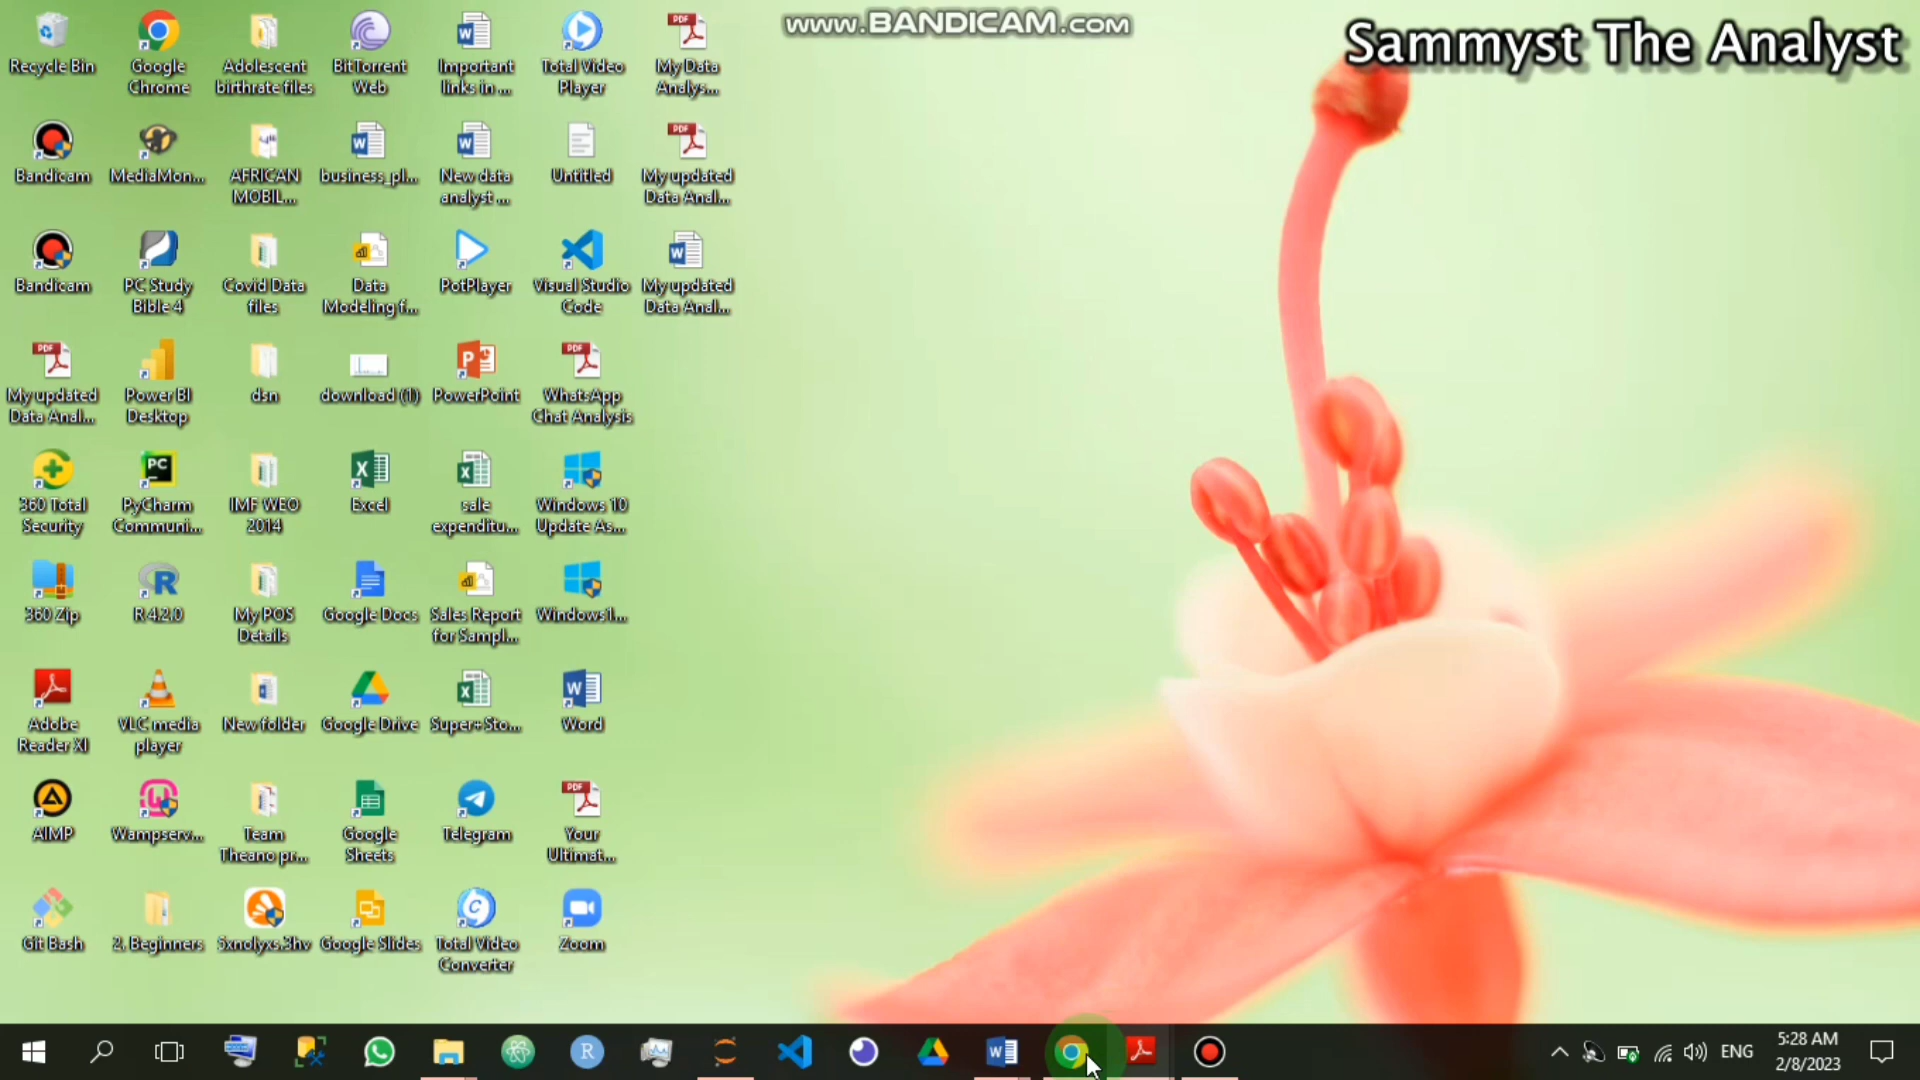 www.BANDICAM.com
Sammyst The Analyst
Recycle Bin
Google
Chrome
Adolescent
birthrate files
BitTorrent
Web
Important
links in ...
Total Video
Player
My Data
Analys...
Bandicam
MediaMon...
AFRICAN
MOBIL...
business_pl...
New data
analyst ...
Untitled
My updated
Data Anal...
Bandicam
PC Study
Bible 4
Covid Data
files
Data
Modeling f...
PotPlayer
Visual Studio
Code
My updated
Data Anal...
My updated
Data Anal...
Power BI
Desktop
dsn
download (1)
PowerPoint
WhatsApp
Chat Analysis
360 Total
Security
PyCharm
Communi...
IMF WEO
2014
Excel
sale
expenditu...
Windows 10
Update As...
360 Zip
R 4.2.0
My POS
Details
Google Docs
Sales Report
for Sampl...
Windows1...
Adobe
Reader XI
VLC media
player
New folder
Google Drive
Super+Sto...
Word
AIMP
Wampserv...
Team
Theano pr...
Google
Sheets
Telegram
Your
Ultimat...
Git Bash
2. Beginners
5xnolyxs.3hv
Google Slides
Total Video
Converter
Zoom
ENG
5:28 AM
2/8/2023